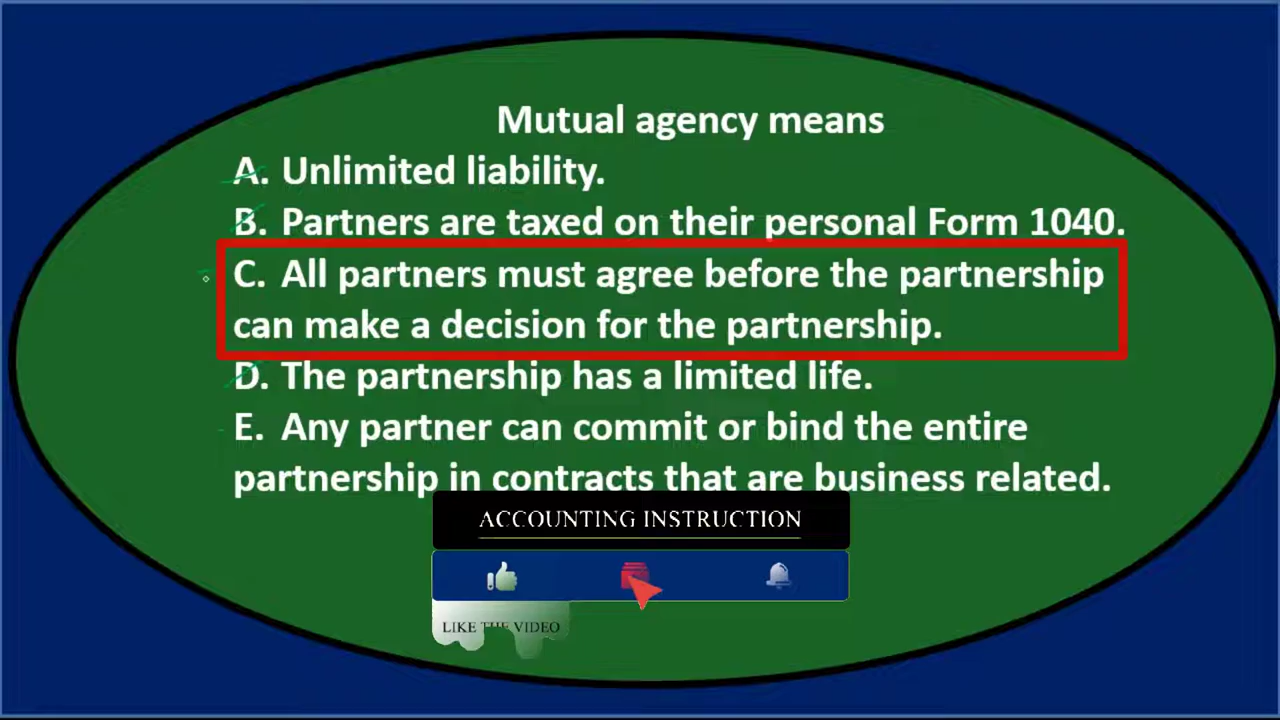 Mutual agency means
A. Unlimited liability.
B. Partners are taxed on their personal Form 1040.
C. All partners must agree before the partnership
can make a decision for the partnership.
D. The partnership has a limited life.
E. Any partner can commit or bind the entire
partnership in contracts that are business related.
ACCOUNTING INSTRUCTION
LIKE THE VIDEO